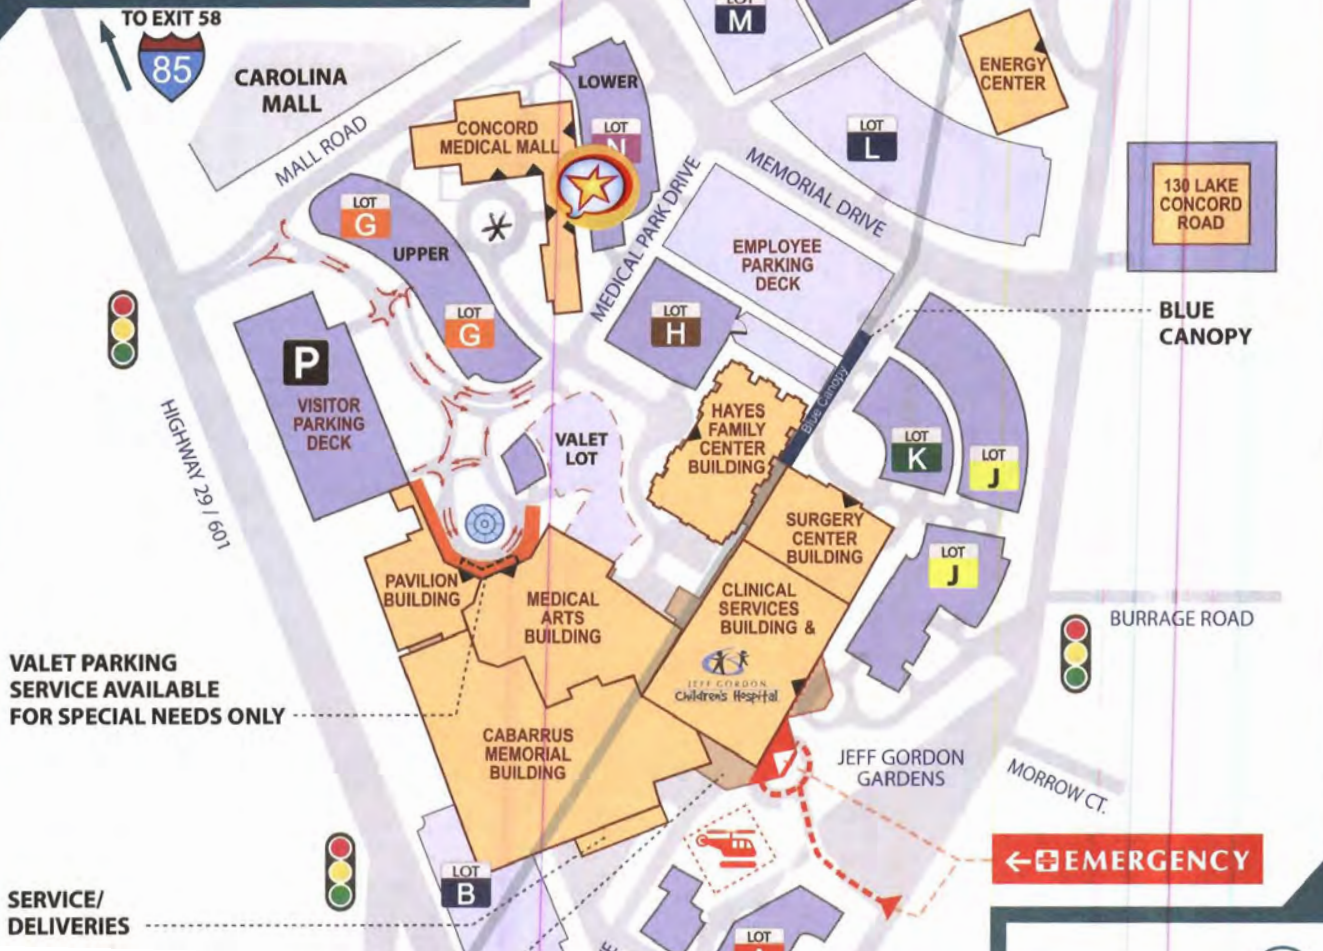 TO EXIT 58
85
CAROLINA
MALL
MALL ROAD
CONCORD
MEDICAL MALL
LOWER
LOT
N
LOT
M
ENERGY
CENTER
LOT
L
MEMORIAL DRIVE
MEDICAL PARK DRIVE
130 LAKE
CONCORD
ROAD
LOT
G
UPPER
LOT
G
EMPLOYEE
PARKING
DECK
LOT
H
BLUE
CANOPY
Blue Canopy
P
VISITOR
PARKING
DECK
HIGHWAY 29 / 601
VALET
LOT
HAYES
FAMILY
CENTER
BUILDING
LOT
K
LOT
J
LOT
J
SURGERY
CENTER
BUILDING
PAVILION
BUILDING
MEDICAL
ARTS
BUILDING
CLINICAL
SERVICES
BUILDING &
JEFF GORDON
Children's Hospital
BURRAGE ROAD
VALET PARKING
SERVICE AVAILABLE
FOR SPECIAL NEEDS ONLY
CABARRUS
MEMORIAL
BUILDING
JEFF GORDON
GARDENS
MORROW CT.
EMERGENCY
LOT
B
SERVICE/
DELIVERIES
LOT